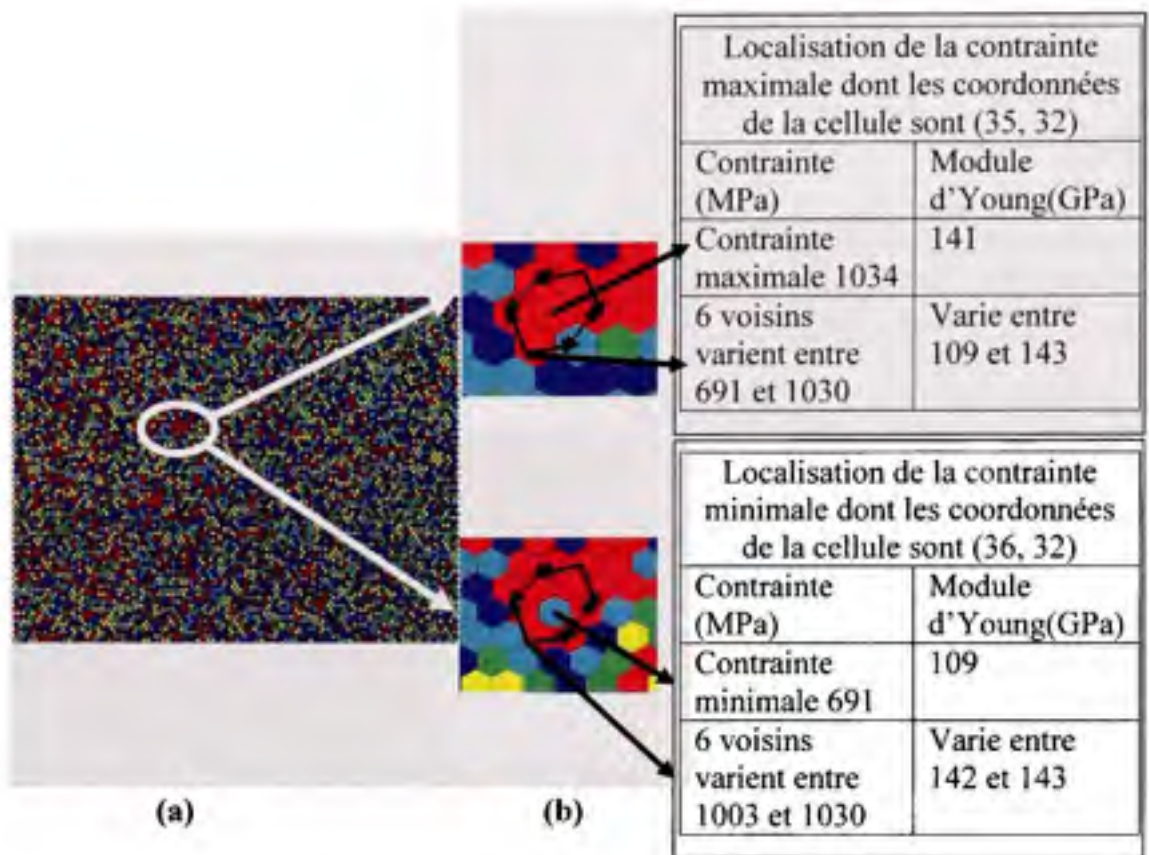 Localisation de la contrainte
maximale dont les coordonnées
de la cellule sont (35, 32)
Contrainte
(MPa)
Module
d'Young(GPa)
Contrainte
maximale 1034
141
6 voisins
varient entre
691 et 1030
Varie entre
109 et 143
Localisation de la contrainte
minimale dont les coordonnées
de la cellule sont (36, 32)
Contrainte
(MPa)
Module
d'Young(GPa)
Contrainte
minimale 691
109
6 voisins
varient entre
1003 et 1030
Varie entre
142 et 143
(a)
(b)